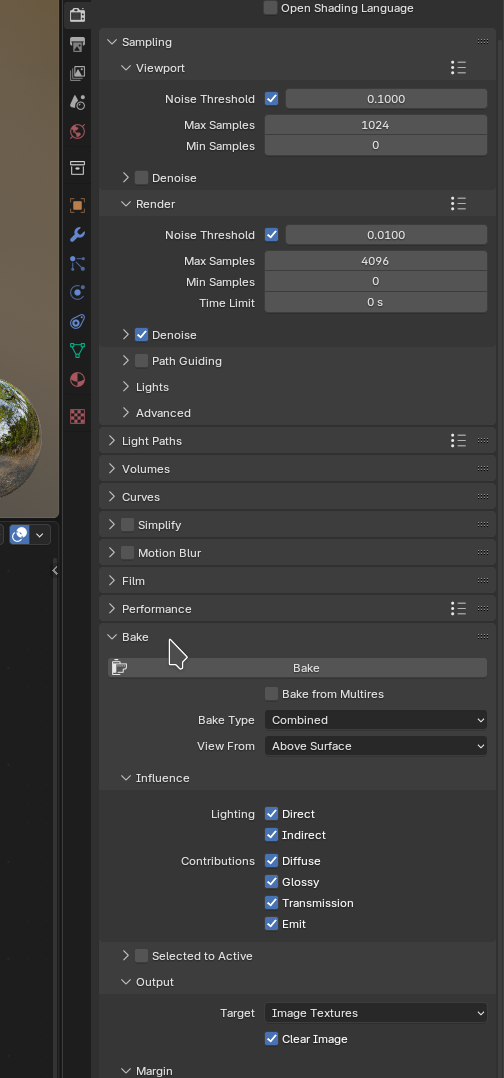 Open Shading Language
Sampling
Viewport
Noise Threshold 0.1000
Max Samples 1024
Min Samples 0
Denoise
Render
Noise Threshold 0.0100
Max Samples 4096
Min Samples 0
Time Limit 0 s
Denoise
Path Guiding
Lights
Advanced
Light Paths
Volumes
Curves
Simplify
Motion Blur
Film
Performance
Bake
Bake
Bake from Multires
Bake Type Combined
View From Above Surface
Influence
Lighting Direct
Indirect
Contributions Diffuse
Glossy
Transmission
Emit
Selected to Active
Output
Target Image Textures
Clear Image
Margin